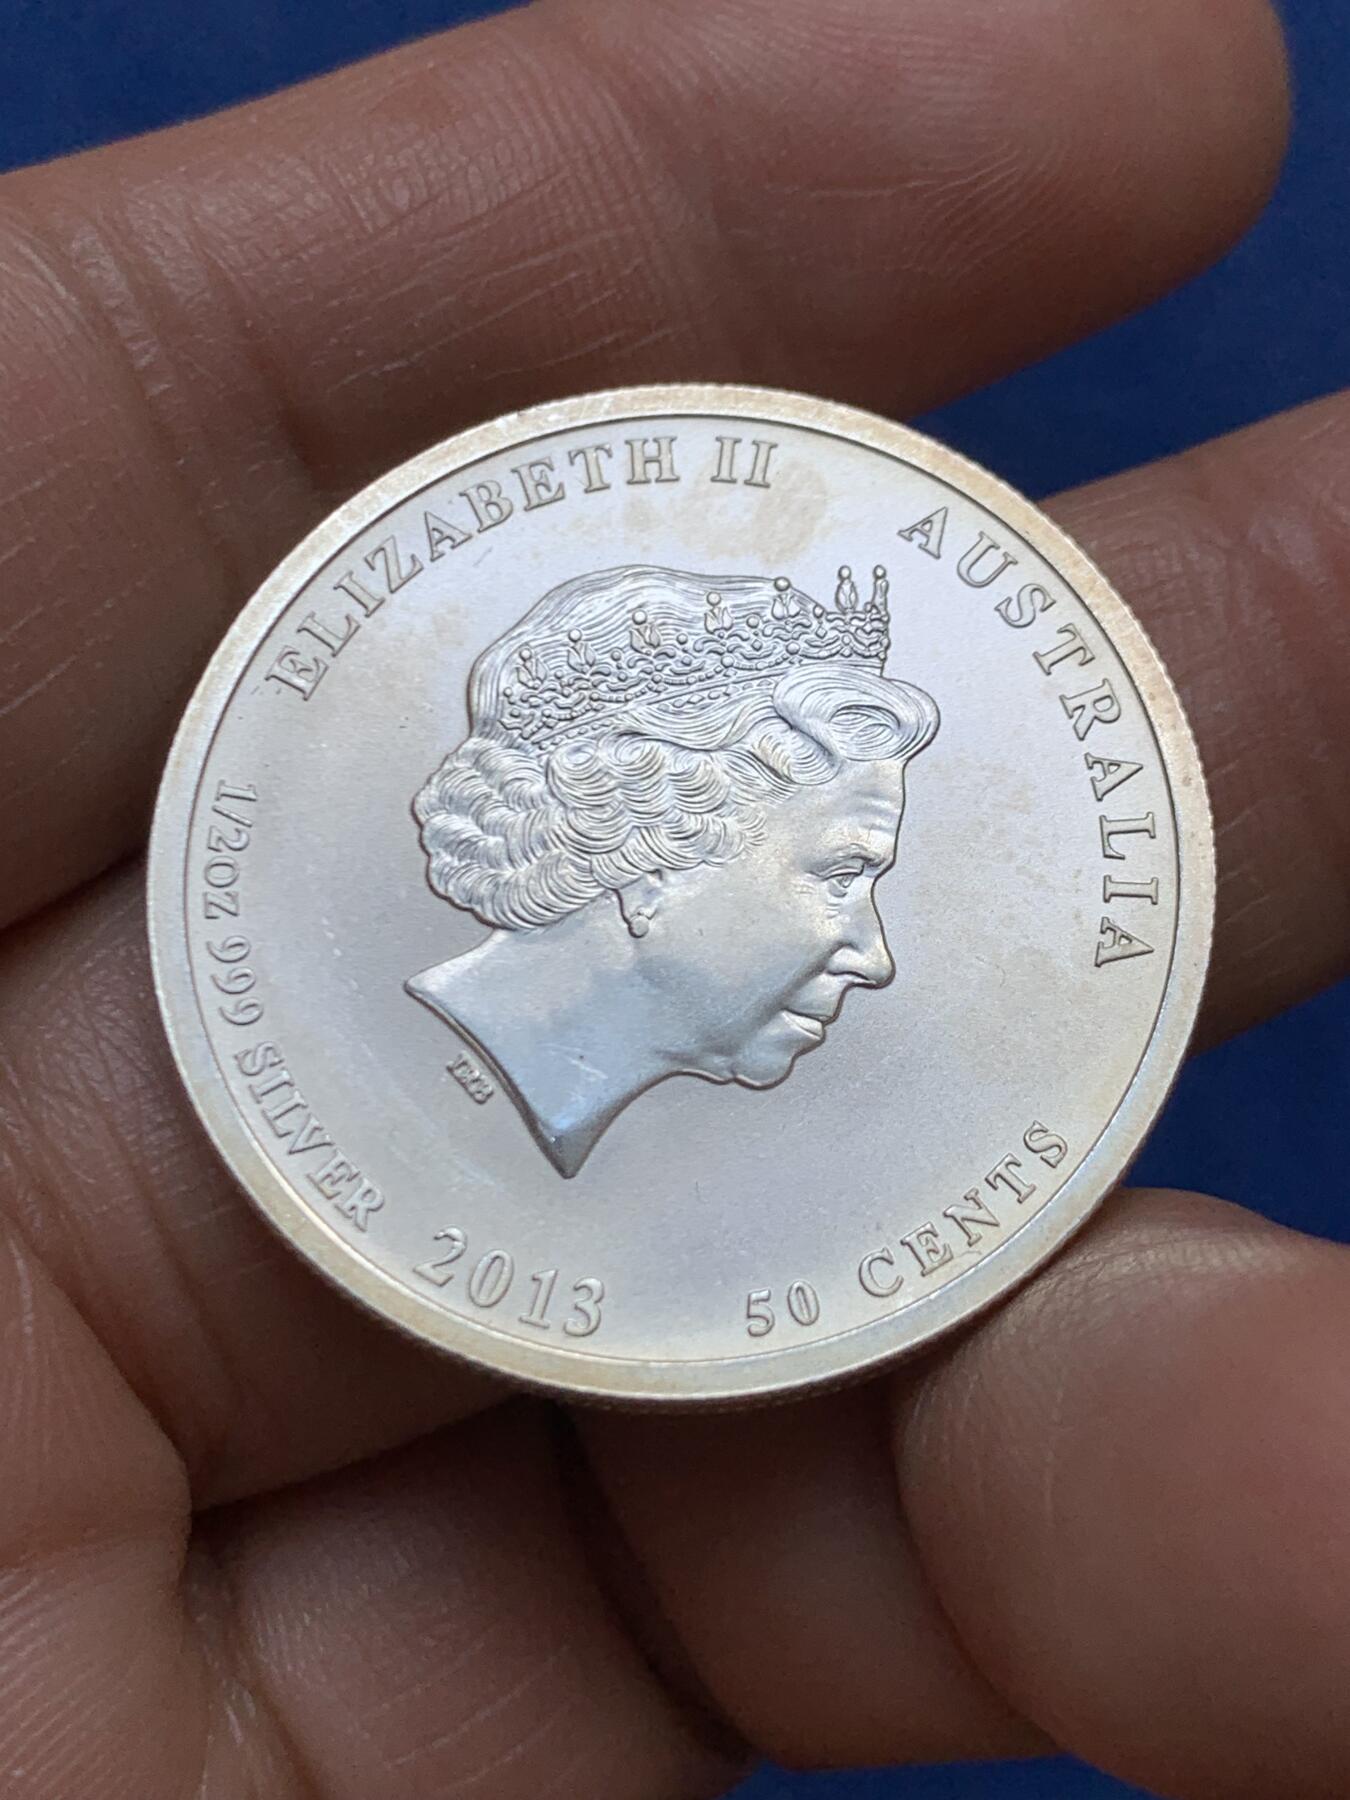 ELIZABETH II
AUSTRALIA
1/2OZ 999 SILVER
2013
50 CENTS
IRB